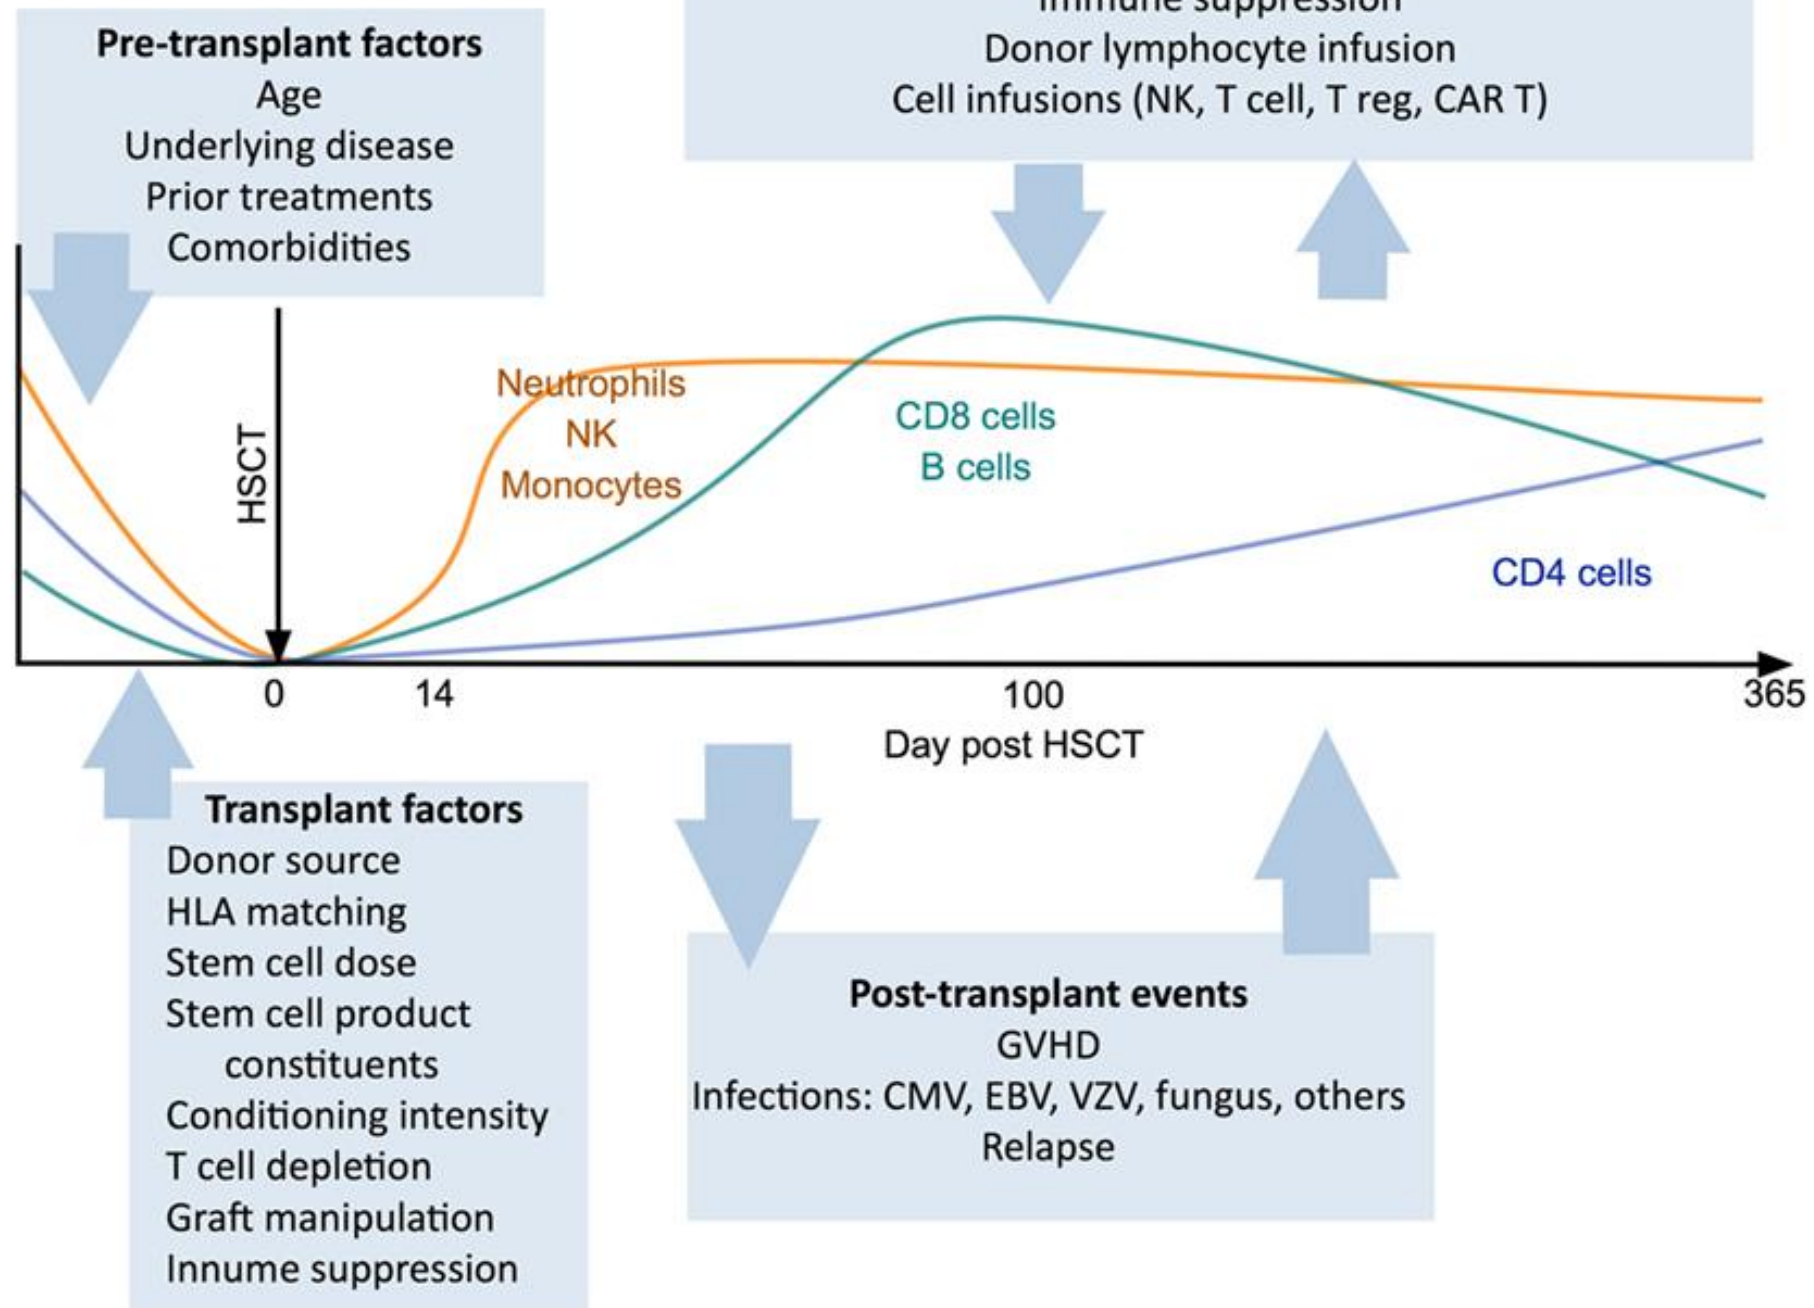 Immune suppression
Donor lymphocyte infusion
Cell infusions (NK, T cell, T reg, CAR T)
Pre-transplant factors
Age
Underlying disease
Prior treatments
Comorbidities
HSCT
Neutrophils
NK
Monocytes
CD8 cells
B cells
CD4 cells
0
14
100
365
Day post HSCT
Transplant factors
Donor source
HLA matching
Stem cell dose
Stem cell product
constituents
Conditioning intensity
T cell depletion
Graft manipulation
Innume suppression
Post-transplant events
GVHD
Infections: CMV, EBV, VZV, fungus, others
Relapse